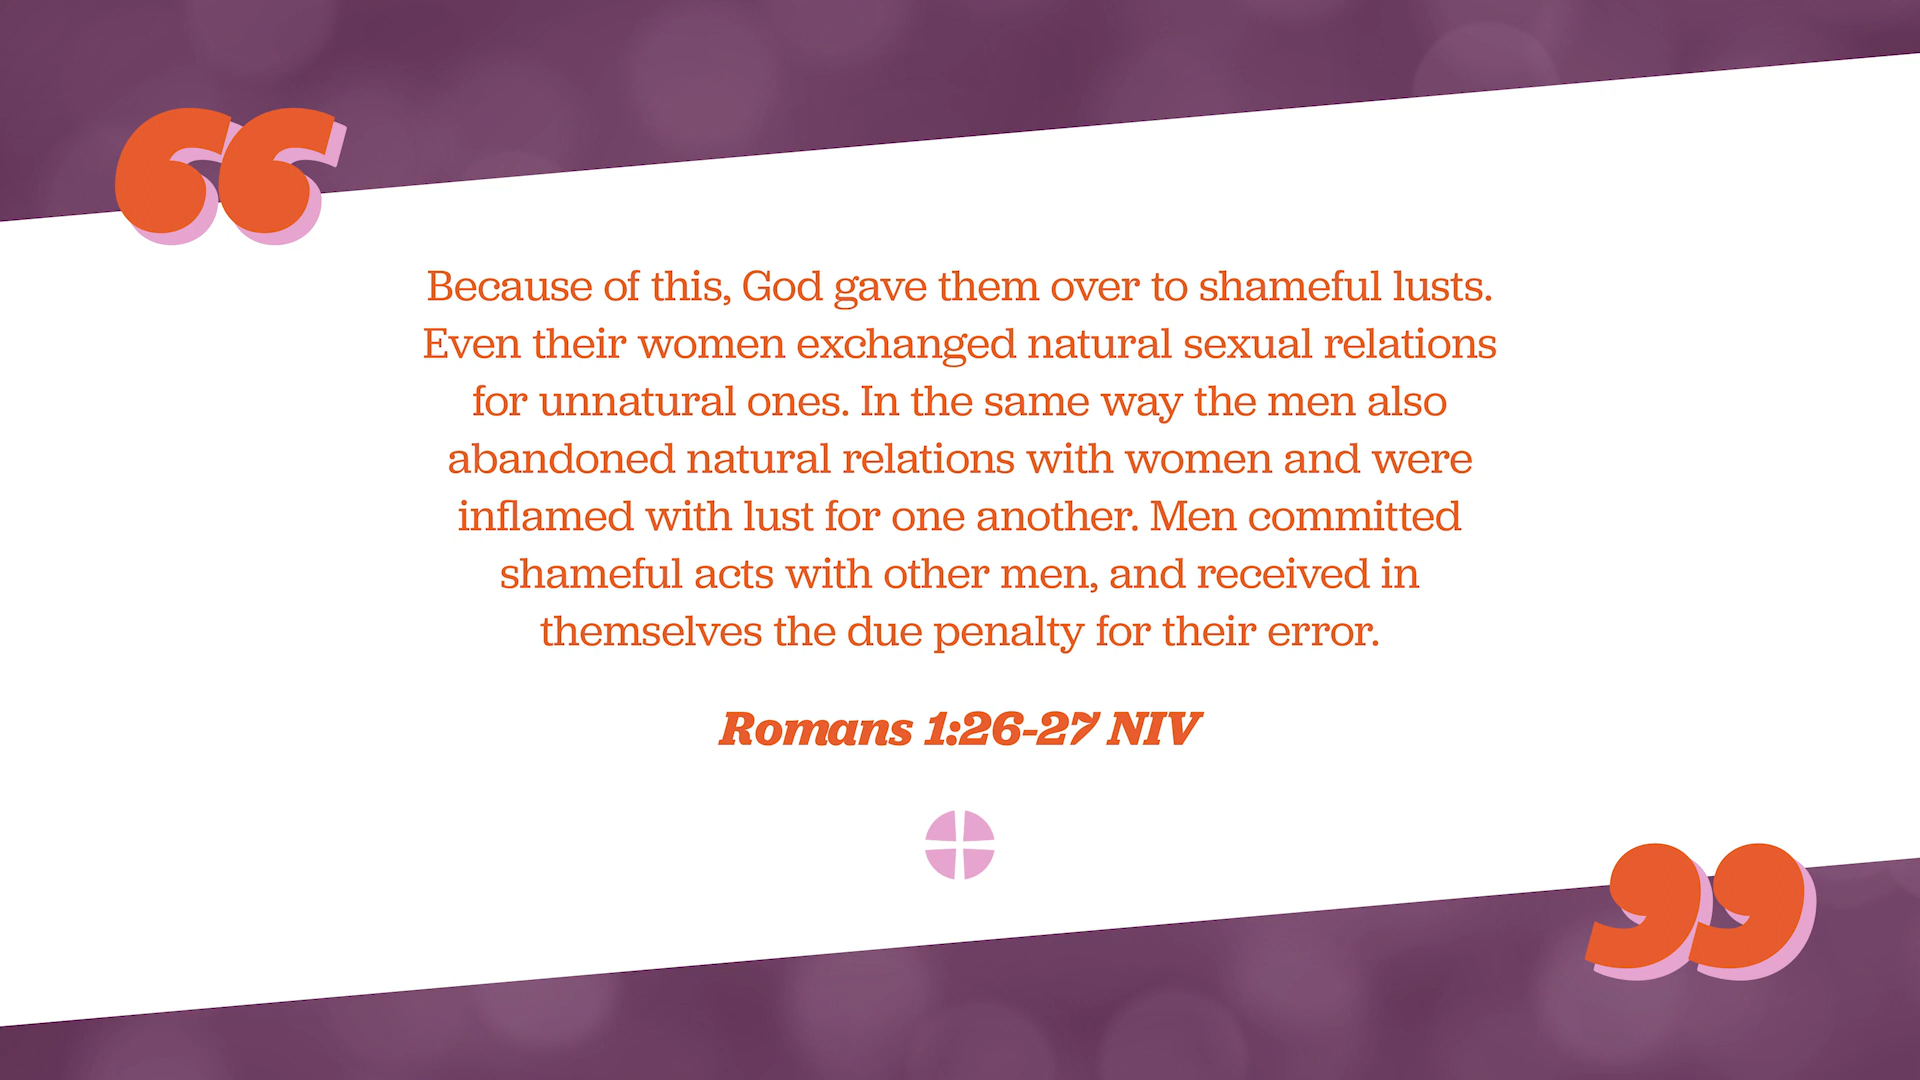 Because of this, God gave them over to shameful lusts.
Even their women exchanged natural sexual relations
for unnatural ones. In the same way the men also
abandoned natural relations with women and were
inflamed with lust for one another. Men committed
shameful acts with other men, and received in
themselves the due penalty for their error.
Romans 1:26-27 NIV